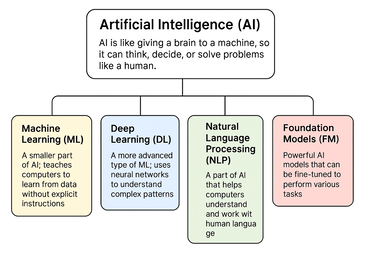 Artificial Intelligence (AI)
AI is like giving a brain to a machine, so
it can think, decide, or solve problems
like a human.
Machine
Learning (ML)
A smaller part
of AI; teaches
computers to
learn from data
without explicit
instructions
Deep
Learning (DL)
A more advanced
type of ML; uses
neural networks
to understand
complex patterns
Natural
Language
Processing
(NLP)
A part of AI
that helps
computers
understand
and work wit
h human langua
ge
Foundation
Models (FM)
Powerful AI
models that can
be fine-tuned to
perform various
tasks